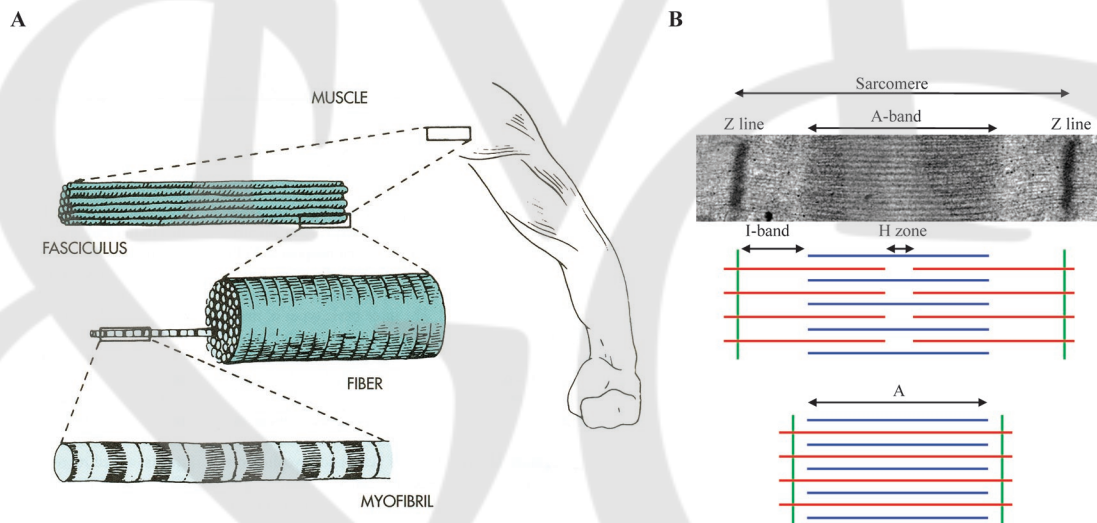 A
MUSCLE
FASCICULUS
FIBER
MYOFIBRIL
B
Sarcomere
Z line
A-band
Z line
I-band
H zone
A